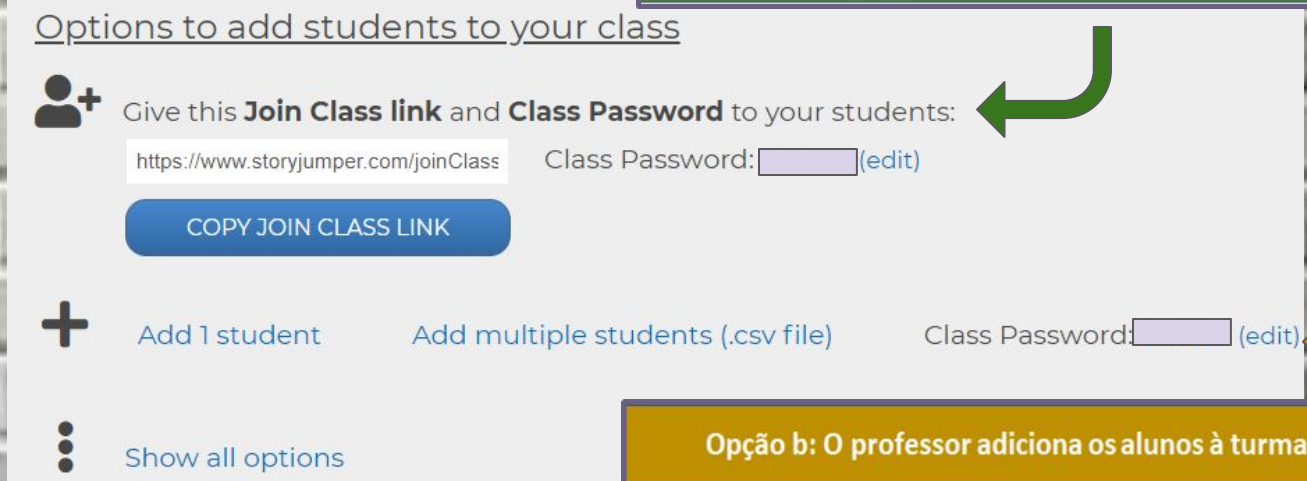 Options to add students to your class
Give this Join Class link and Class Password to your students:
https://www.storyjumper.com/joinClass
Class Password: (edit)
COPY JOIN CLASS LINK
Add 1 student Add multiple students (.csv file) Class Password: (edit)
Show all options
Opção b: O professor adiciona os alunos à turma